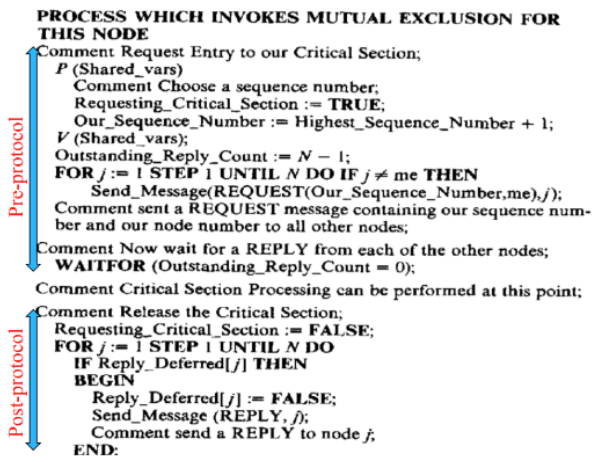 PROCESS WHICH INVOKES MUTUAL EXCLUSION FOR
THIS NODE
Comment Request Entry to our Critical Section;
P (Shared_vars)
Comment Choose a sequence number;
Requesting_Critical_Section := TRUE;
Our_Sequence_Number := Highest_Sequence_Number + 1;
V (Shared_vars);
Outstanding_Reply_Count := N − 1;
FOR j := 1 STEP 1 UNTIL N DO IF j ≠ me THEN
Send_Message(REQUEST(Our_Sequence_Number,me),j);
Comment sent a REQUEST message containing our sequence num-
ber and our node number to all other nodes;
Comment Now wait for a REPLY from each of the other nodes;
WAITFOR (Outstanding_Reply_Count = 0);
Pre-protocol
Comment Critical Section Processing can be performed at this point;
Comment Release the Critical Section;
Requesting_Critical_Section := FALSE;
FOR j := 1 STEP 1 UNTIL N DO
IF Reply_Deferred[j] THEN
BEGIN
Reply_Deferred[j] := FALSE;
Send_Message (REPLY, j);
Comment send a REPLY to node j;
END;
Post-protocol